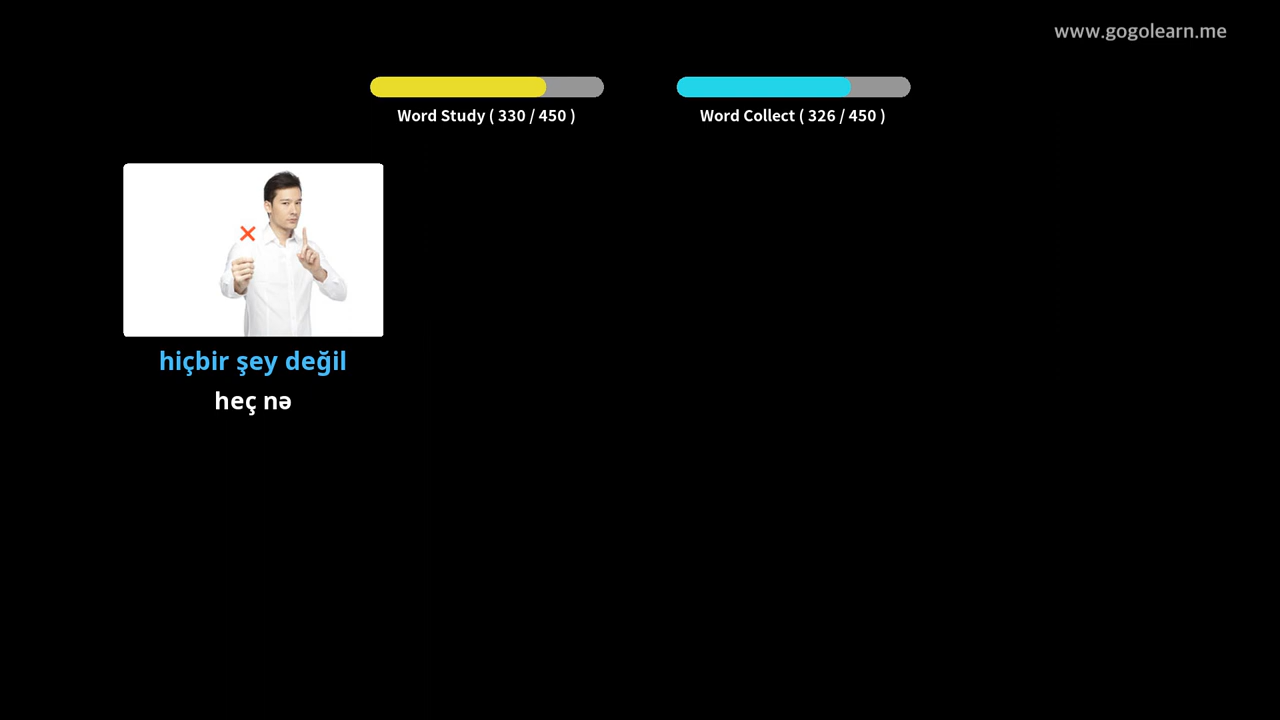 www.gogolearn.me
Word Study ( 330 / 450 )
Word Collect ( 326 / 450 )
hiçbir şey değil
heç nə